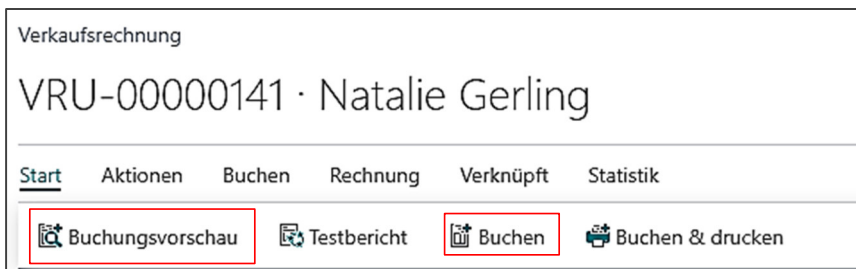 Verkaufsrechnung
VRU-00000141 · Natalie Gerling
Start Aktionen Buchen Rechnung Verknüpft Statistik
Buchungsvorschau Testbericht Buchen Buchen & drucken